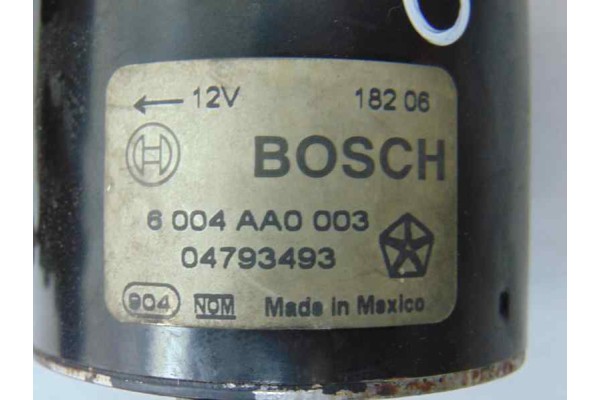 ← 12V 182 06
BOSCH
6 004 AA0 003
04793493
904 NOM Made in Mexico